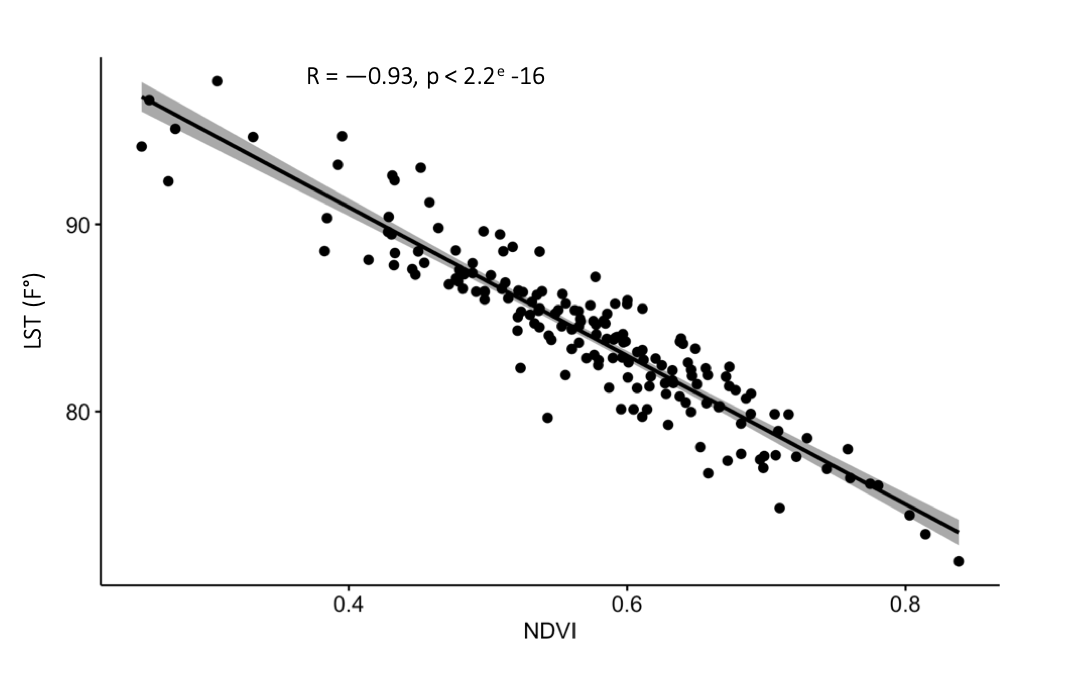 R = —0.93, p < 2.2ᵉ -16
90
80
LST (F°)
0.4
0.6
0.8
NDVI